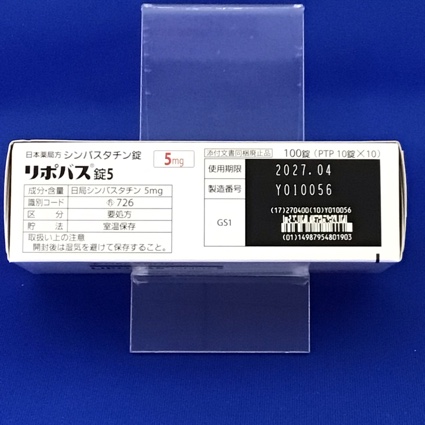 日本薬局方 シンバスタチン錠
5mg
リポバス®錠5
成分・含量 日局シンバスタチン 5mg
識別コード 726
区分 要処方
貯法 室温保存
取扱い上の注意
開封後は湿気を避けて保存すること。
添付文書同梱廃止品 100錠 (PTP 10錠×10)
使用期限 2027.04
製造番号 Y010056
GS1
(17)270400(10)Y010056
(01)14987954801903